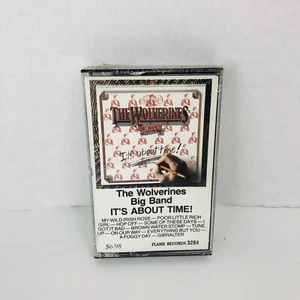 THE WOLVERINES
It's about time!
The Wolverines
Big Band
IT'S ABOUT TIME!
MY WILD IRISH ROSE — POOR LITTLE RICH
GIRL — HOP OFF — SOME OF THESE DAYS — I
GOT IT BAD — BROWN WATER STOMP — TUNE
UP — ON OUR WAY — EVERYTHING BUT YOU —
A FOGGY DAY — GIBRALTER
$6.98
FLAME RECORDS 3284